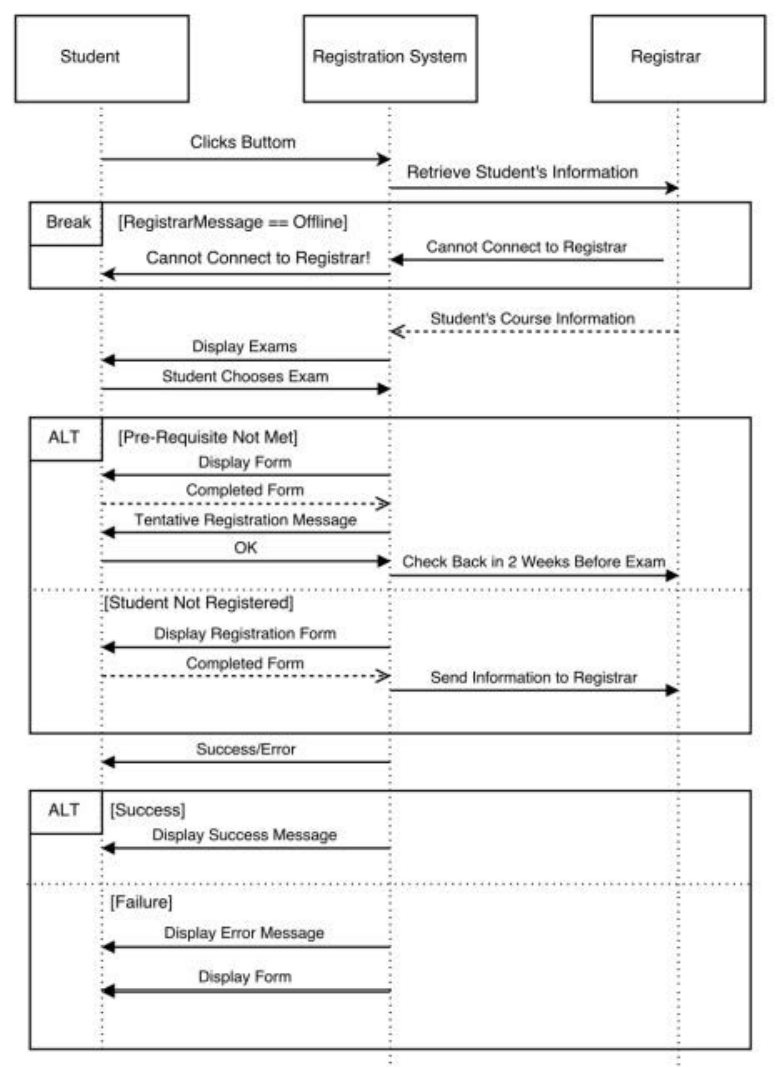 Student
Registration System
Registrar
Clicks Buttom
Retrieve Student's Information
Break
[RegistrarMessage == Offline]
Cannot Connect to Registrar
Cannot Connect to Registrar!
Student's Course Information
Display Exams
Student Chooses Exam
ALT
[Pre-Requisite Not Met]
Display Form
Completed Form
Tentative Registration Message
OK
Check Back in 2 Weeks Before Exam
[Student Not Registered]
Display Registration Form
Completed Form
Send Information to Registrar
Success/Error
ALT
[Success]
Display Success Message
[Failure]
Display Error Message
Display Form